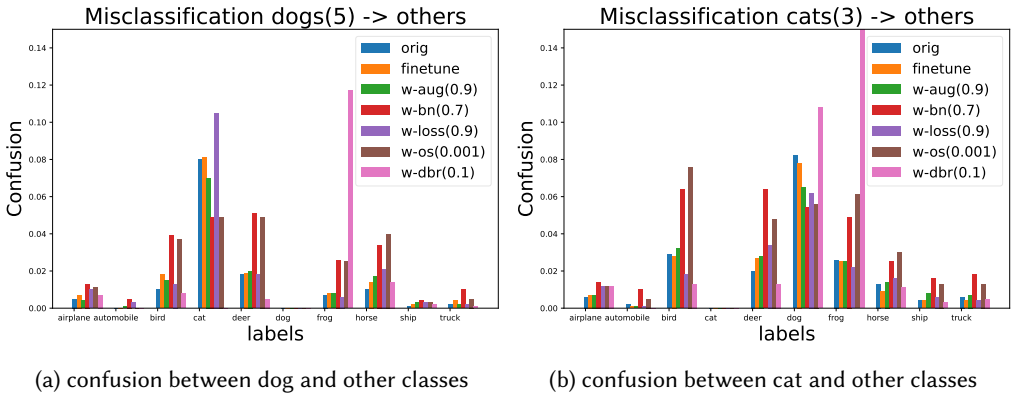 Misclassification dogs(5) -> others
Confusion
0.14
0.12
0.10
0.08
0.06
0.04
0.02
0.00
orig
finetune
w-aug(0.9)
w-bn(0.7)
w-loss(0.9)
w-os(0.001)
w-dbr(0.1)
airplane automobile bird cat deer dog frog horse ship truck
labels
(a) confusion between dog and other classes
Misclassification cats(3) -> others
Confusion
0.14
0.12
0.10
0.08
0.06
0.04
0.02
0.00
orig
finetune
w-aug(0.9)
w-bn(0.7)
w-loss(0.9)
w-os(0.001)
w-dbr(0.1)
airplane automobile bird cat deer dog frog horse ship truck
labels
(b) confusion between cat and other classes